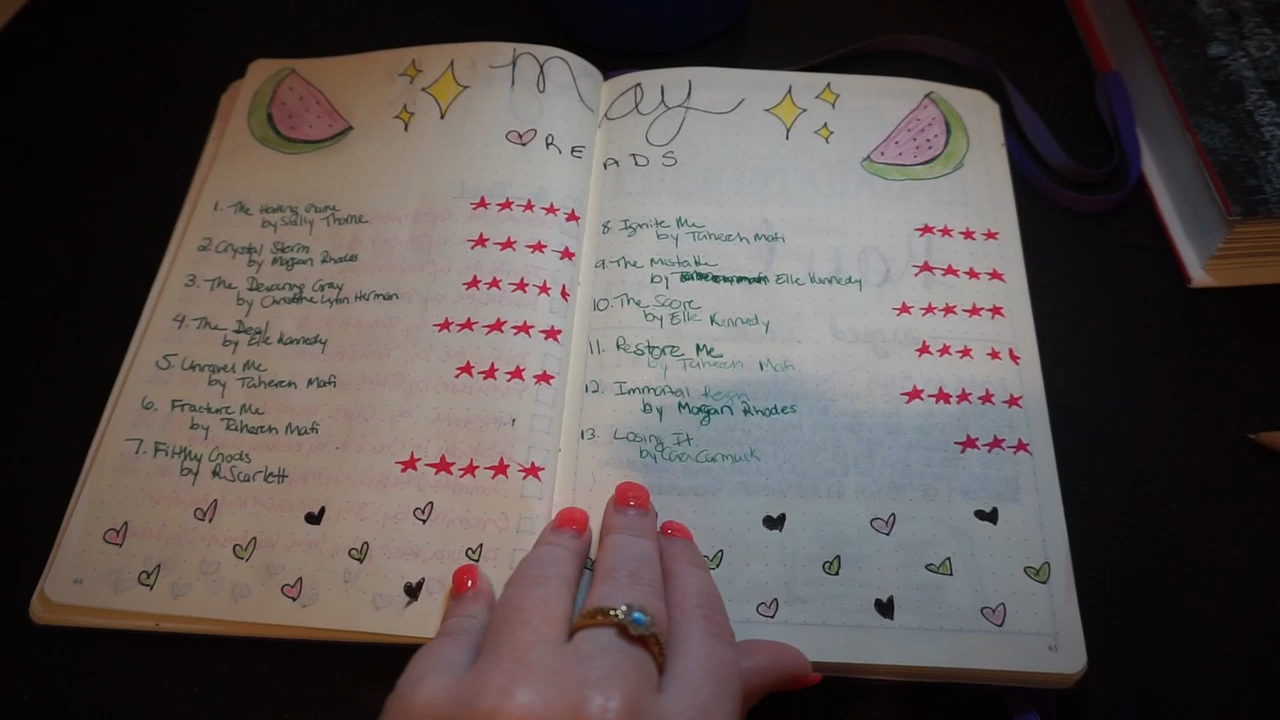 May
READS
1. The Hating Game
by Sally Thorne
2. Crystal Storm
by Morgan Rhodes
3. The Devouring Gray
by Christine Lynn Herman
4. The Deal
by Elle Kennedy
5. Unravel Me
by Tahereh Mafi
6. Fracture Me
by Tahereh Mafi
7. Filthy Gods
by R. Scarlett
44
8. Ignite Me
by Tahereh Mafi
9. The Mistake
by Elle Kennedy
10. The Score
by Elle Kennedy
11. Restore Me
by Tahereh Mafi
12. Immortal Reign
by Morgan Rhodes
13. Losing It
by Cora Carmack
45